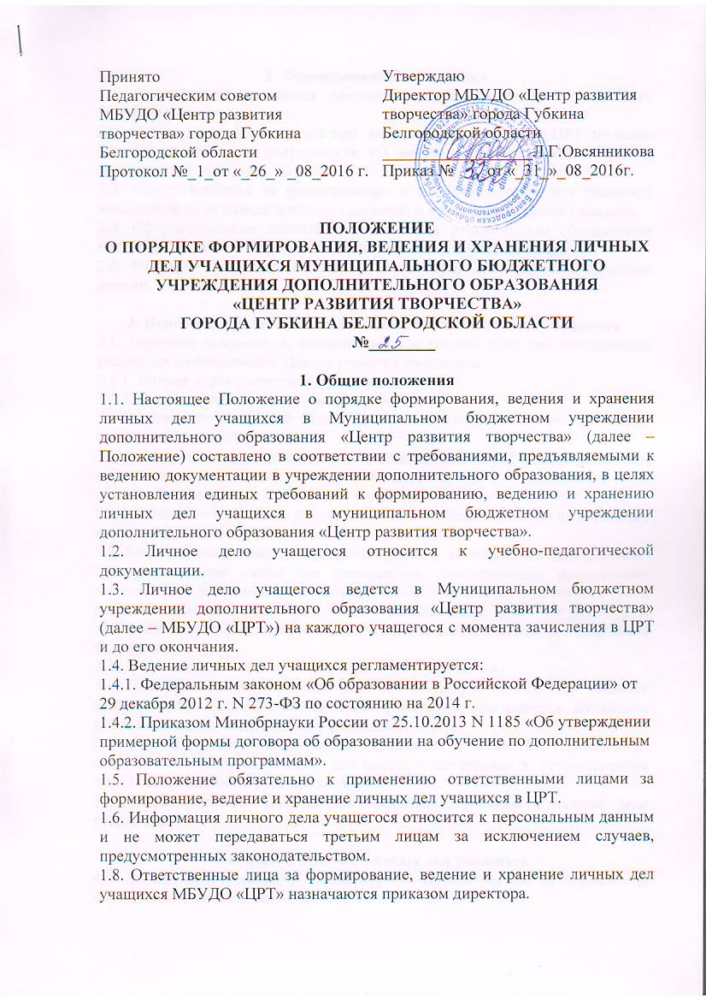 Принято
Педагогическим советом
МБУДО «Центр развития
творчества» города Губкина
Белгородской области
Протокол №_1_от «_26_» _08_2016 г.
Утверждаю
Директор МБУДО «Центр развития
творчества» города Губкина
Белгородской области
Л.Г.Овсянникова
Приказ № от «_31_»_08_2016г.
ПОЛОЖЕНИЕ
О ПОРЯДКЕ ФОРМИРОВАНИЯ, ВЕДЕНИЯ И ХРАНЕНИЯ ЛИЧНЫХ
ДЕЛ УЧАЩИХСЯ МУНИЦИПАЛЬНОГО БЮДЖЕТНОГО
УЧРЕЖДЕНИЯ ДОПОЛНИТЕЛЬНОГО ОБРАЗОВАНИЯ
«ЦЕНТР РАЗВИТИЯ ТВОРЧЕСТВА»
ГОРОДА ГУБКИНА БЕЛГОРОДСКОЙ ОБЛАСТИ
№ 25
1. Общие положения
1.1. Настоящее Положение о порядке формирования, ведения и хранения
личных дел учащихся в Муниципальном бюджетном учреждении
дополнительного образования «Центр развития творчества» (далее –
Положение) составлено в соответствии с требованиями, предъявляемыми к
ведению документации в учреждении дополнительного образования, в целях
установления единых требований к формированию, ведению и хранению
личных дел учащихся в муниципальном бюджетном учреждении
дополнительного образования «Центр развития творчества».
1.2. Личное дело учащегося относится к учебно-педагогической
документации.
1.3. Личное дело учащегося ведется в Муниципальном бюджетном
учреждении дополнительного образования «Центр развития творчества»
(далее – МБУДО «ЦРТ») на каждого учащегося с момента зачисления в ЦРТ
и до его окончания.
1.4. Ведение личных дел учащихся регламентируется:
1.4.1. Федеральным законом «Об образовании в Российской Федерации» от
29 декабря 2012 г. N 273-ФЗ по состоянию на 2014 г.
1.4.2. Приказом Минобрнауки России от 25.10.2013 N 1185 «Об утверждении
примерной формы договора об образовании на обучение по дополнительным
образовательным программам».
1.5. Положение обязательно к применению ответственными лицами за
формирование, ведение и хранение личных дел учащихся в ЦРТ.
1.6. Информация личного дела учащегося относится к персональным данным
и не может передаваться третьим лицам за исключением случаев,
предусмотренных законодательством.
1.8. Ответственные лица за формирование, ведение и хранение личных дел
учащихся МБУДО «ЦРТ» назначаются приказом директора.